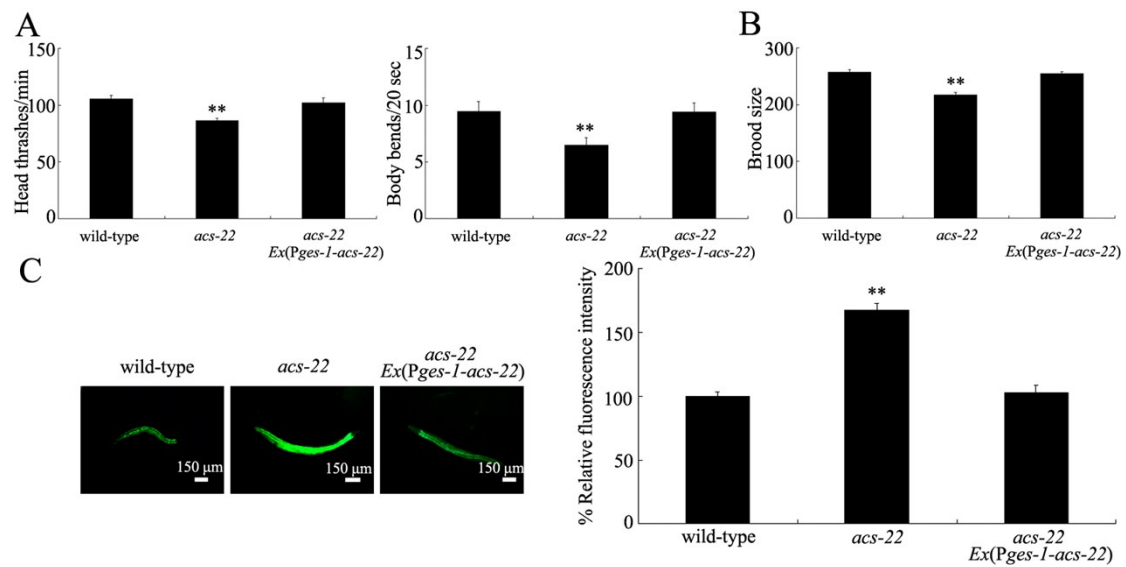 A
B
150
100
50
0
Head thrashes/min
wild-type
acs-22
acs-22
Ex(Pges-1-acs-22)
**
15
10
5
0
Body bends/20 sec
wild-type
acs-22
acs-22
Ex(Pges-1-acs-22)
**
300
200
100
0
Brood size
wild-type
acs-22
acs-22
Ex(Pges-1-acs-22)
**
C
wild-type
acs-22
acs-22
Ex(Pges-1-acs-22)
150 μm
150 μm
150 μm
200
150
100
50
0
% Relative fluorescence intensity
**
wild-type
acs-22
acs-22
Ex(Pges-1-acs-22)